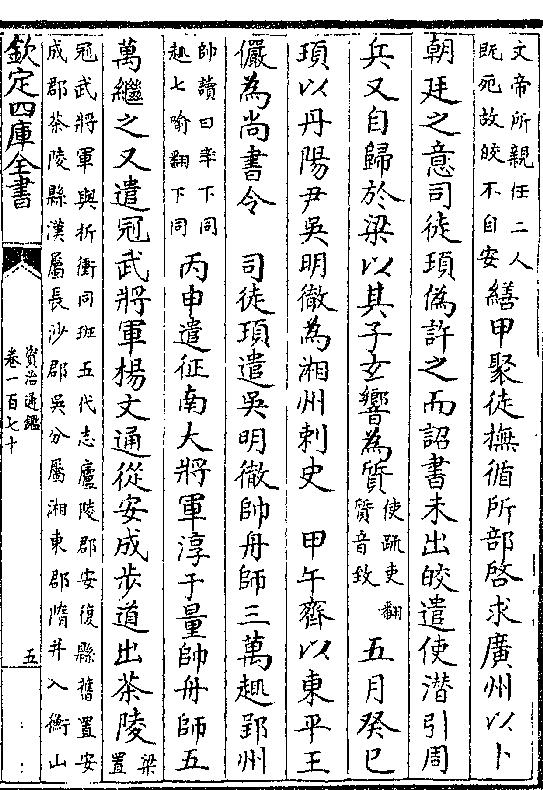 文帝所親任二人
既死故皎不自安
繕甲聚徒撫循所部啓求廣州以卜
朝廷之意司徒頊偽許之而詔書未出皎遣使潛引周
兵又自歸於梁以其子玄響為質
使疏吏翻
質音致
五月癸巳
頊以丹陽尹吳明徹為湘州刺史 甲午齊以東平王
儼為尚書令 司徒頊遣吳明徹帥舟師三萬趣郢州
帥讀曰率下同
趣七喻翻下同
丙申遣征南大將軍淳于量帥舟師五
萬繼之又遣冠武將軍楊文通從安成步道出茶陵
梁置
冠武將軍與折衝同班五代志廬陵郡安復縣舊置安
成郡茶陵縣漢屬長沙郡吳分屬湘東郡隋并入衡山
欽定四庫全書
資治通鑑
卷一百七十
五